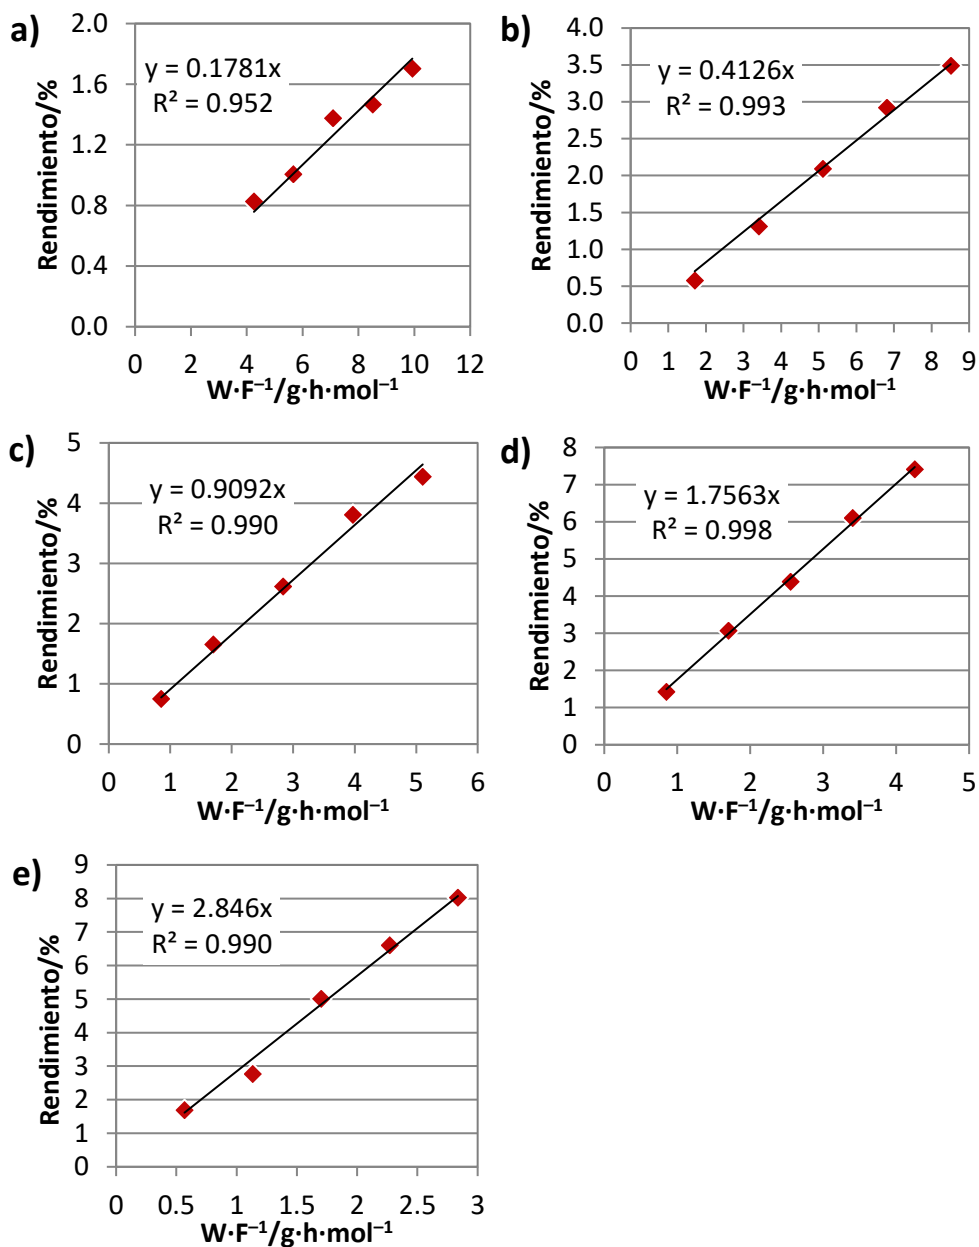 a)
y = 0.1781x
R² = 0.952
Rendimiento/%
2.0
1.6
1.2
0.8
0.4
0.0
0 2 4 6 8 10 12
W·F⁻¹/g·h·mol⁻¹
b)
y = 0.4126x
R² = 0.993
Rendimiento/%
4.0
3.5
3.0
2.5
2.0
1.5
1.0
0.5
0.0
0 1 2 3 4 5 6 7 8 9
W·F⁻¹/g·h·mol⁻¹
c)
y = 0.9092x
R² = 0.990
Rendimiento/%
5
4
3
2
1
0
0 1 2 3 4 5 6
W·F⁻¹/g·h·mol⁻¹
d)
y = 1.7563x
R² = 0.998
Rendimiento/%
8
7
6
5
4
3
2
1
0
0 1 2 3 4 5
W·F⁻¹/g·h·mol⁻¹
e)
y = 2.846x
R² = 0.990
Rendimiento/%
9
8
7
6
5
4
3
2
1
0
0 0.5 1 1.5 2 2.5 3
W·F⁻¹/g·h·mol⁻¹